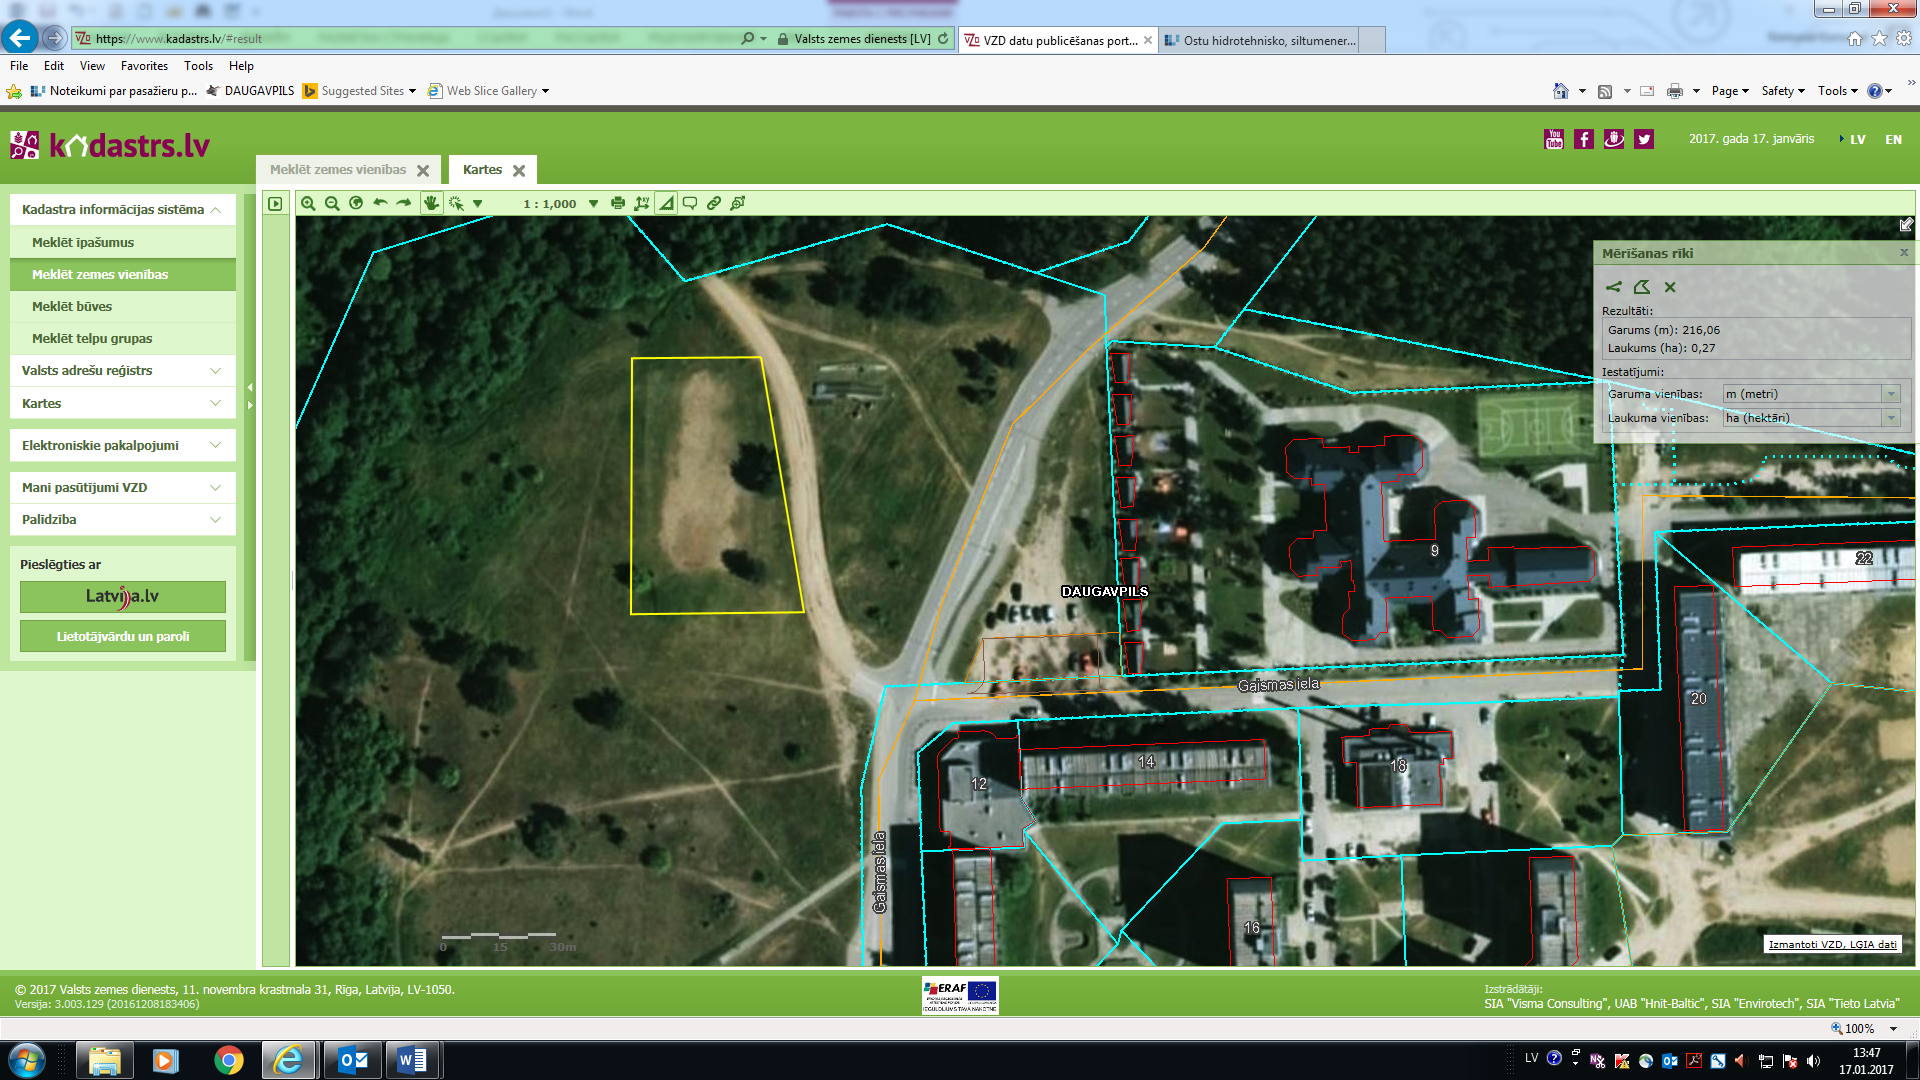 https://www.kadastrs.lv/#result
Valsts zemes dienests [LV]
VZD datu publicēšanas port...
Ostu hidrotehnisko, siltumener...
File Edit View Favorites Tools Help
Noteikumi par pasažieru p...
DAUGAVPILS
Suggested Sites
Web Slice Gallery
Page Safety Tools
kadastrs.lv
You Tube
2017. gada 17. janvāris
LV
EN
Meklēt zemes vienības
Kartes
Kadastra informācijas sistēma
Meklēt īpašumus
Meklēt zemes vienības
Meklēt būves
Meklēt telpu grupas
Valsts adrešu reģistrs
Kartes
Elektroniskie pakalpojumi
Mani pasūtījumi VZD
Palīdzība
Pieslēgties ar
Latvija.lv
Lietotājvārdu un paroli
1 : 1,000
Mērīšanas rīki
Rezultāti:
Garums (m): 216,06
Laukums (ha): 0,27
Iestatījumi:
Garuma vienības: m (metri)
Laukuma vienības: ha (hektāri)
9
22
DAUGAVPILS
Gaismas iela
20
14
18
12
Gaismas iela
16
0 15 30m
Izmantoti VZD, LGIA dati
© 2017 Valsts zemes dienests, 11. novembra krastmala 31, Rīga, Latvija, LV-1050.
Versija: 3.003.129 (20161208183406)
ERAF
IEGULDĪJUMS TAVĀ NĀKOTNĒ
Izstrādātāji:
SIA "Visma Consulting", UAB "Hnit-Baltic", SIA "Envirotech", SIA "Tieto Latvia"
100%
LV
13:47
17.01.2017